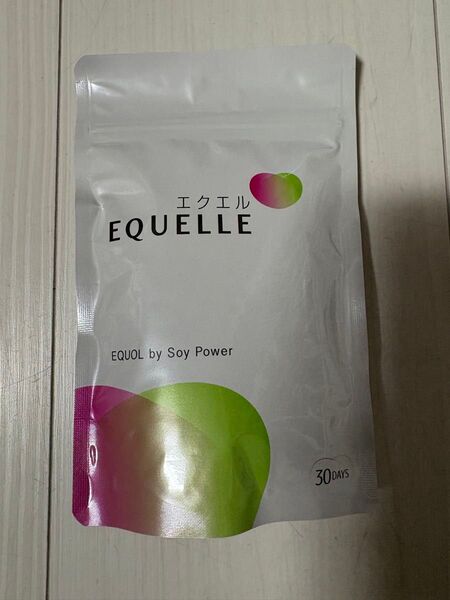 エクエル
EQUELLE
EQUOL by Soy Power
30DAYS